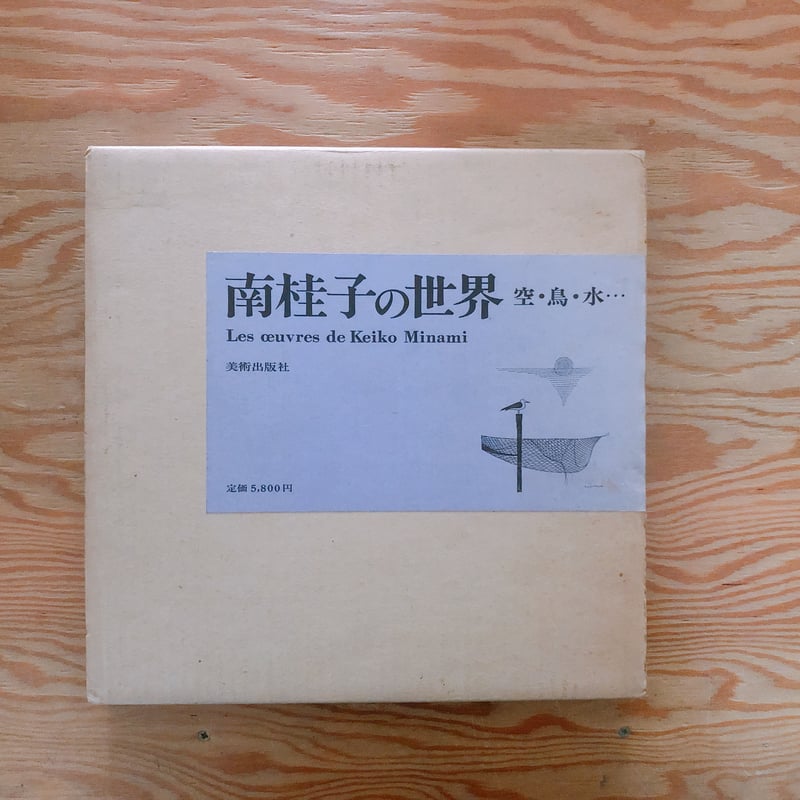 南桂子の世界 空・鳥・水…
Les œuvres de Keiko Minami
美術出版社
定価 5,800円